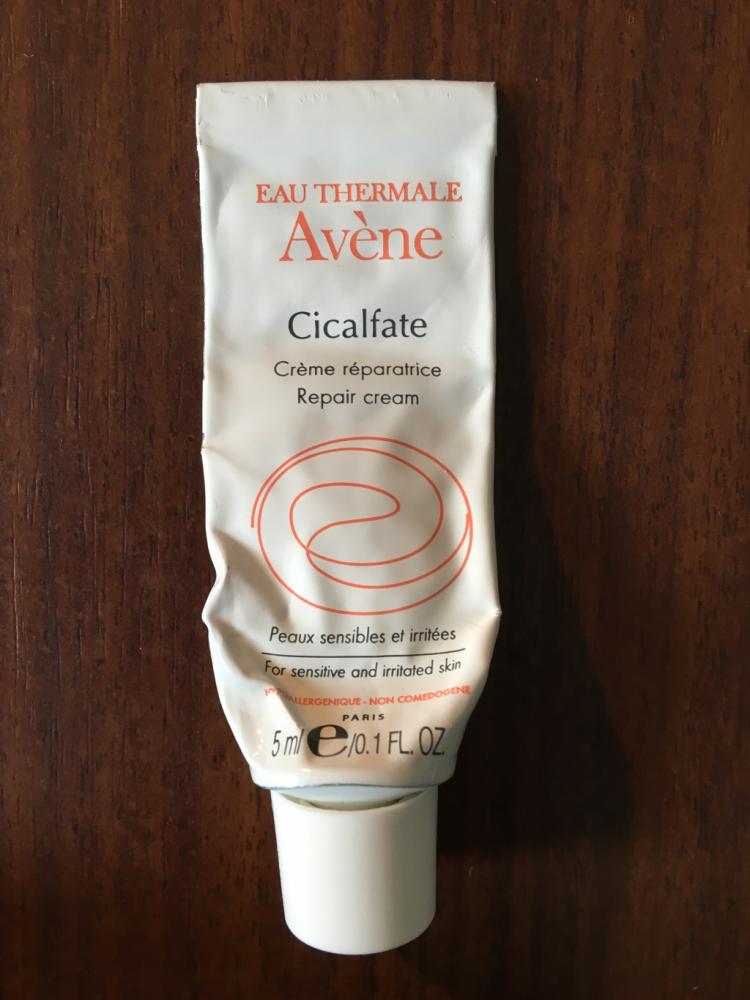 EAU THERMALE
Avène
Cicalfate
Crème réparatrice
Repair cream
Peaux sensibles et irritées
For sensitive and irritated skin
HYPOALLERGENIQUE - NON COMEDOGENE
PARIS
5 ml e/0.1 FL. OZ.